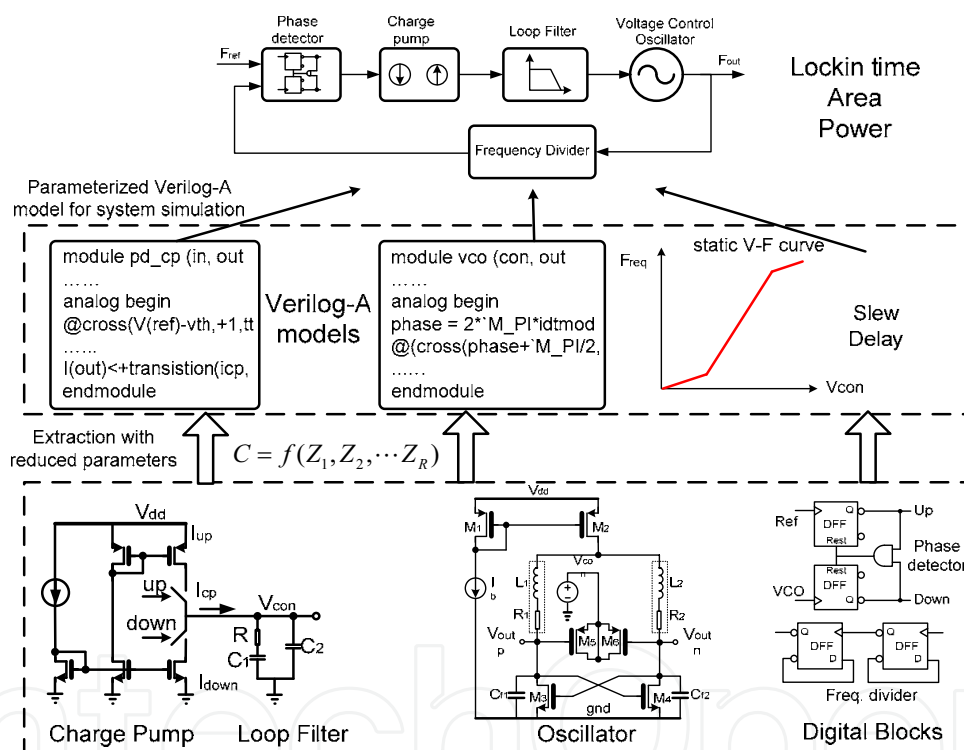 Phase
detector
Charge
pump
Loop Filter
Voltage Control
Oscillator
Fref
Fout
Frequency Divider
Lockin time
Area
Power
Parameterized Verilog-A
model for system simulation
module pd_cp (in, out
……
analog begin
@cross(V(ref)-vth,+1,tt
……
I(out)<+transistion(icp,
endmodule
Verilog-A
models
module vco (con, out
……
analog begin
phase = 2*`M_PI*idtmod
@(cross(phase+`M_PI/2,
……
endmodule
static V-F curve
Freq
Vcon
Slew
Delay
Extraction with
reduced parameters
C = f(Z1, Z2, ⋯ ZR)
Vdd
Iup
up
Icp
Vcon
down
R
C1
C2
Idown
Charge Pump
Loop Filter
Vdd
M1
M2
Vco
n
I
b
L1
L2
R1
R2
Vout
p
M5
M6
Vout
n
Cf1
M3
M4
Cf2
gnd
Oscillator
Ref
DFF
Q
Rest
Up
Phase
detector
Rest
VCO
DFF
Q
Down
Q
DFF
D
Q
DFF
D
Freq. divider
Digital Blocks